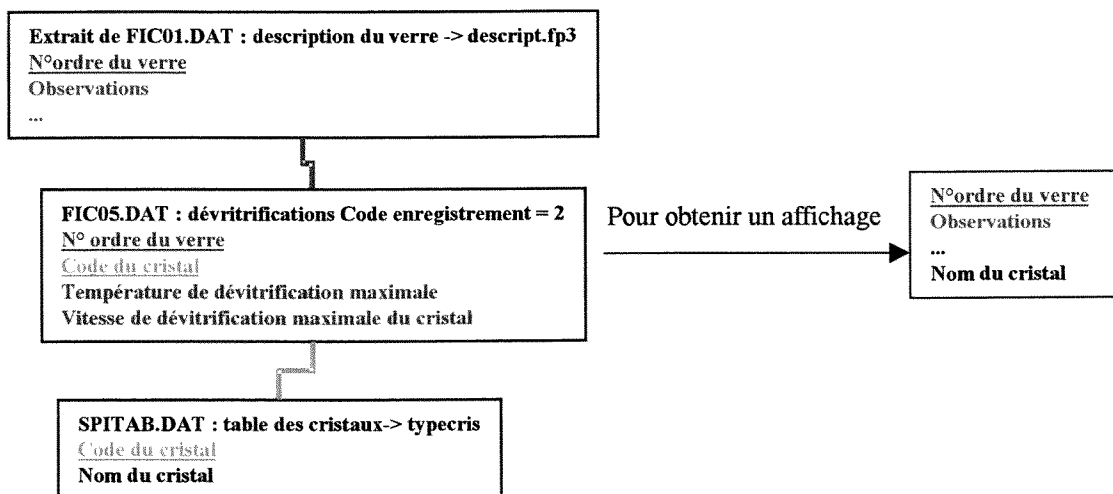 Extrait de FIC01.DAT : description du verre -> descript.fp3
N°ordre du verre
Observations
...
FIC05.DAT : dévritrifications Code enregistrement = 2
N° ordre du verre
Code du cristal
Température de dévitrification maximale
Vitesse de dévitrification maximale du cristal
Pour obtenir un affichage
N°ordre du verre
Observations
...
Nom du cristal
SPITAB.DAT : table des cristaux-> typecris
Code du cristal
Nom du cristal